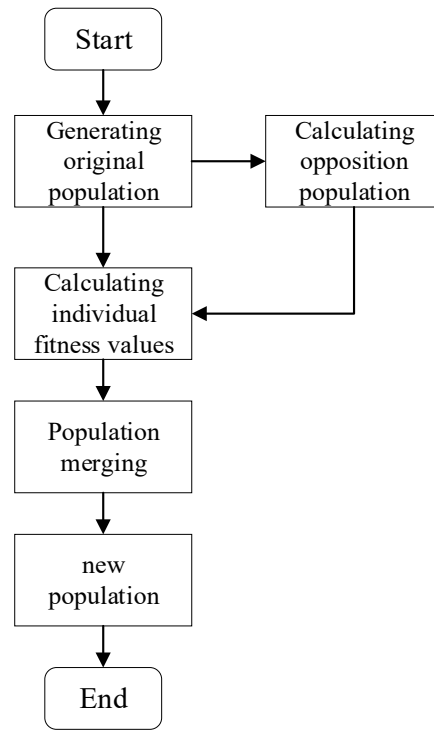 Start
Generating
original
population
Calculating
opposition
population
Calculating
individual
fitness values
Population
merging
new
population
End